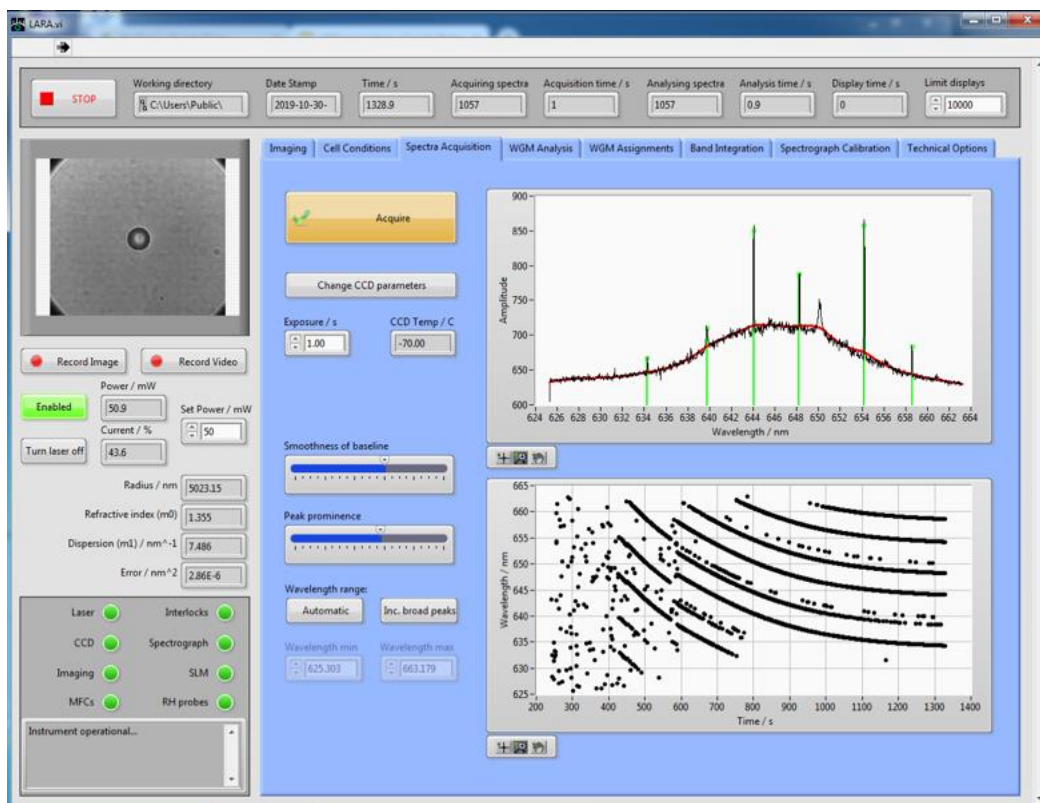 LARA.vi
STOP
Working directory
C:\Users\Public\
Date Stamp
2019-10-30-
Time / s
1328.9
Acquiring spectra
1057
Acquisition time / s
1
Analysing spectra
1057
Analysis time / s
0.9
Display time / s
0
Limit displays
10000
Imaging
Cell Conditions
Spectra Acquisition
WGM Analysis
WGM Assignments
Band Integration
Spectrograph Calibration
Technical Options
Record Image
Record Video
Enabled
Power / mW
50.9
Set Power / mW
50
Turn laser off
Current / %
43.6
Radius / nm
5023.15
Refractive index (m0)
1.355
Dispersion (m1) / nm^-1
7.486
Error / nm^2
2.86E-6
Laser
Interlocks
CCD
Spectrograph
Imaging
SLM
MFCs
RH probes
Instrument operational...
Acquire
Change CCD parameters
Exposure / s
1.00
CCD Temp / C
-70.00
Smoothness of baseline
Peak prominence
Wavelength range:
Automatic
Inc. broad peaks
Wavelength min
625.303
Wavelength max
663.179
Amplitude
900
850
800
750
700
650
600
624 626 628 630 632 634 636 638 640 642 644 646 648 650 652 654 656 658 660 662 664
Wavelength / nm
Wavelength / nm
665
660
655
650
645
640
635
630
625
200 300 400 500 600 700 800 900 1000 1100 1200 1300 1400
Time / s